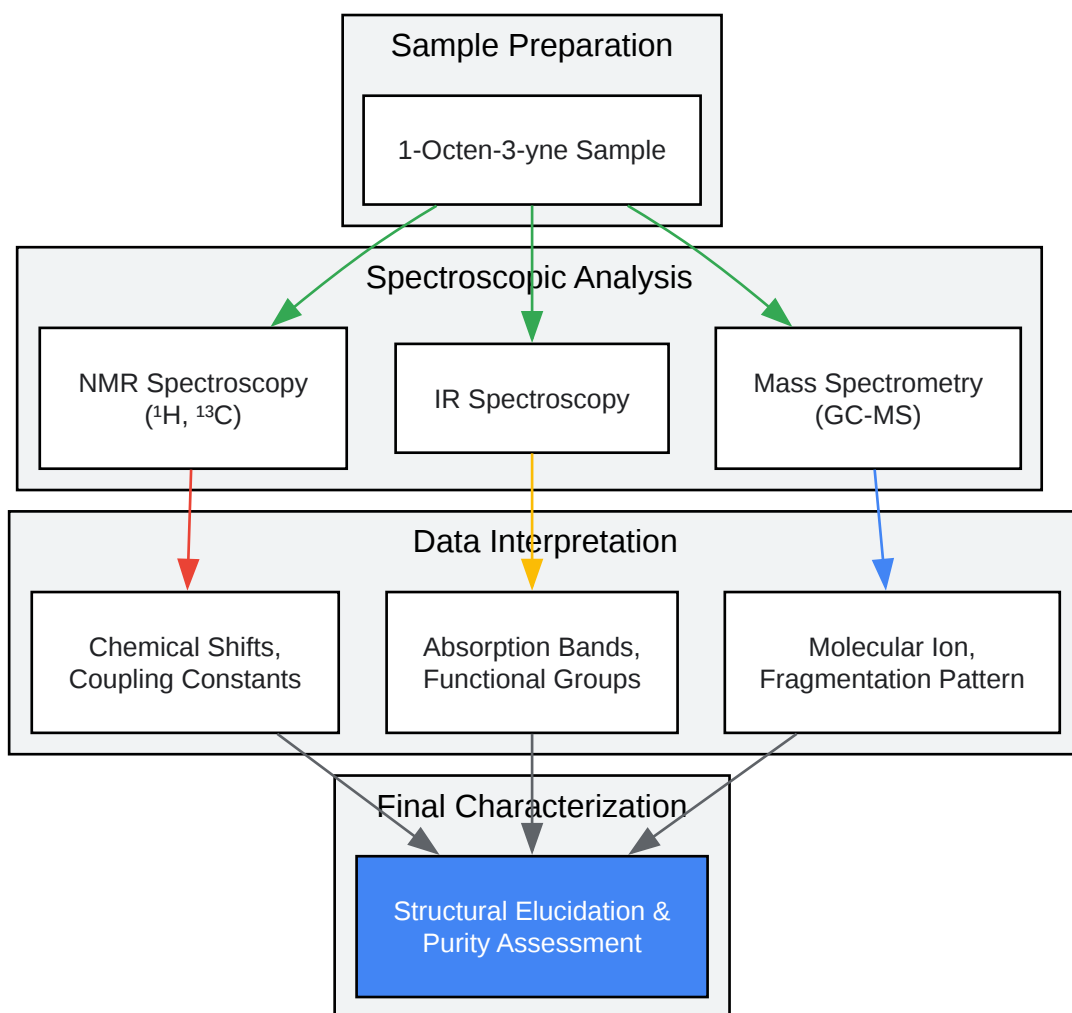 Sample Preparation
1-Octen-3-yne Sample
Spectroscopic Analysis
NMR Spectroscopy
(¹H, ¹³C)
IR Spectroscopy
Mass Spectrometry
(GC-MS)
Data Interpretation
Chemical Shifts,
Coupling Constants
Absorption Bands,
Functional Groups
Molecular Ion,
Fragmentation Pattern
Final Characterization
Structural Elucidation &
Purity Assessment